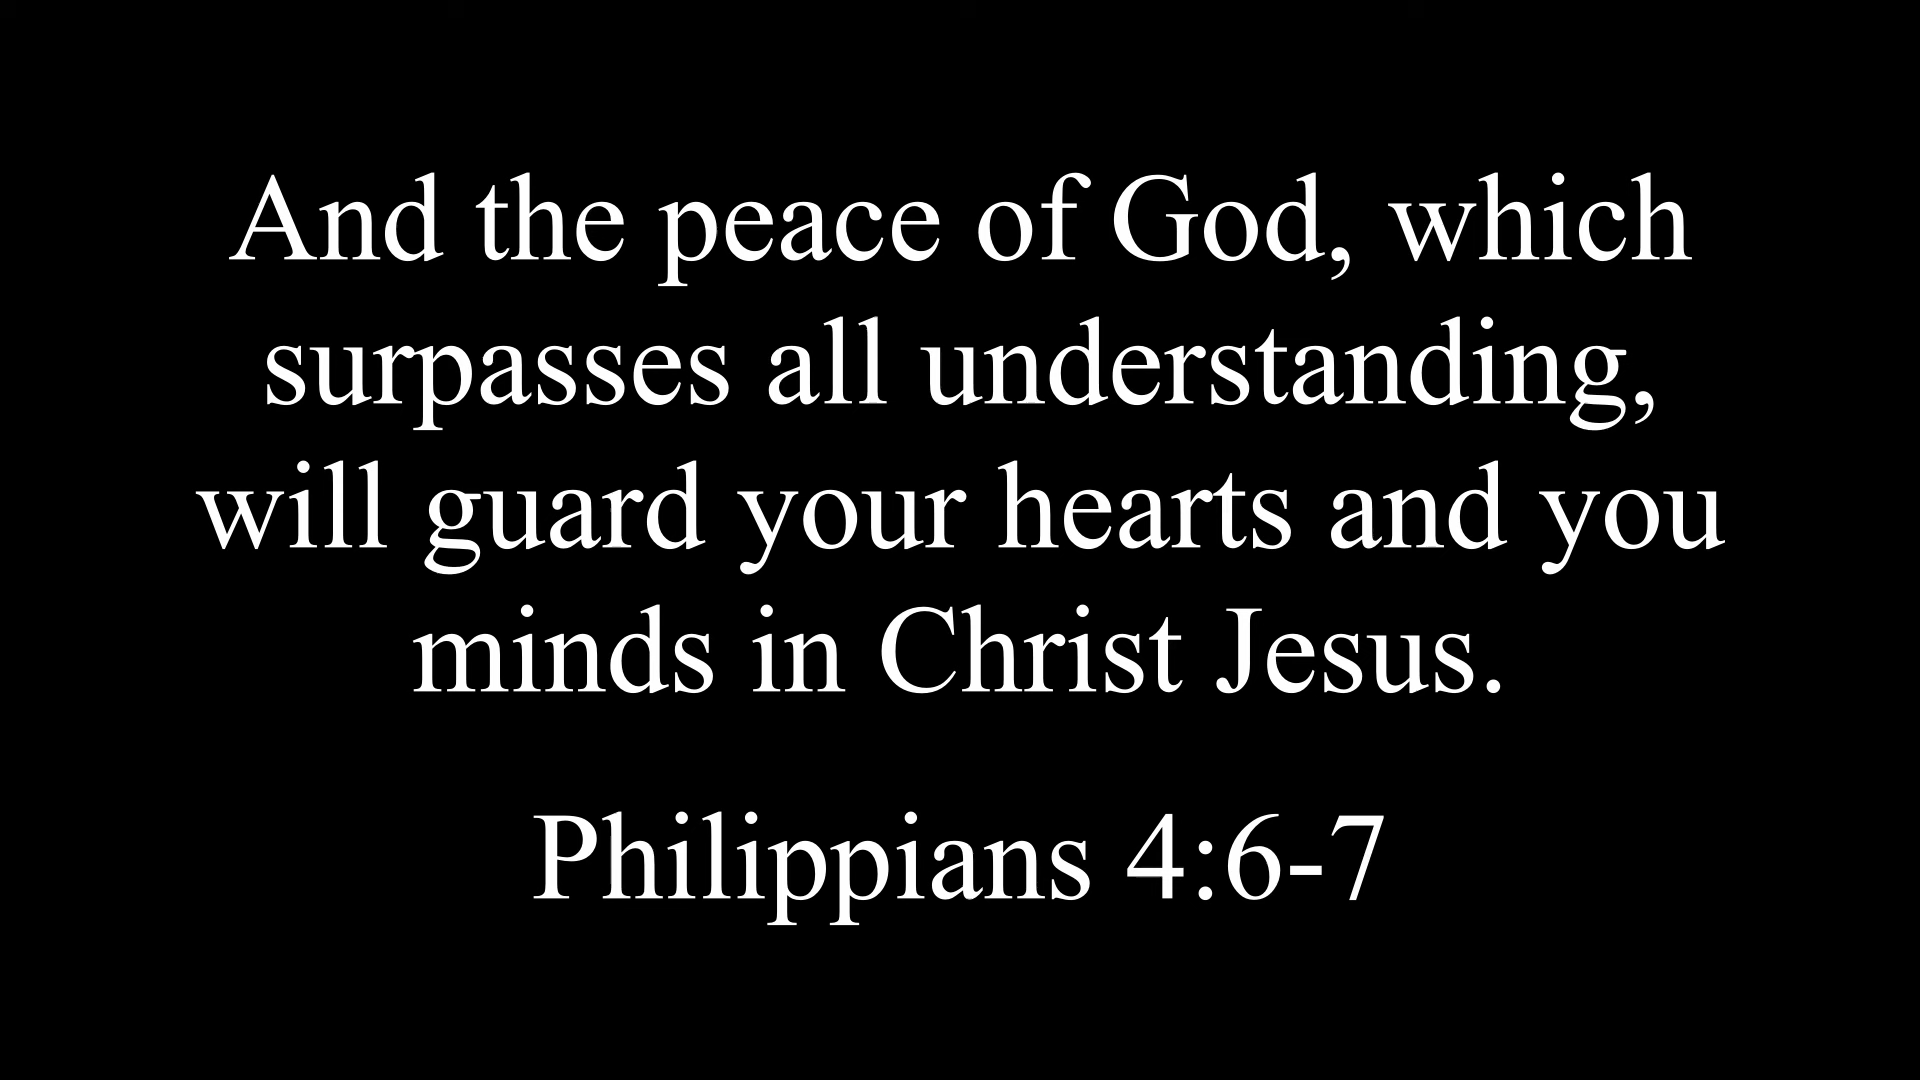 And the peace of God, which
surpasses all understanding,
will guard your hearts and you
minds in Christ Jesus.
Philippians 4:6-7